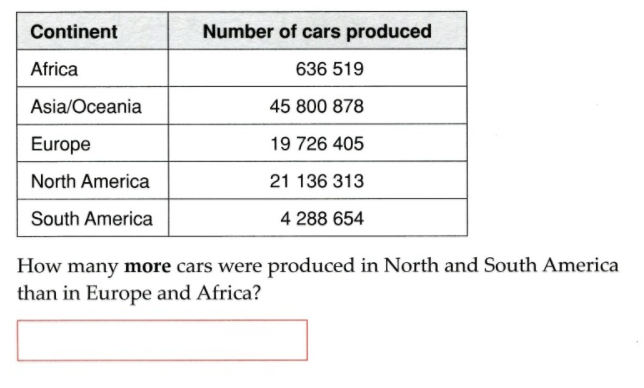 Continent Number of cars produced
Africa 636 519
Asia/Oceania 45 800 878
Europe 19 726 405
North America 21 136 313
South America 4 288 654
How many more cars were produced in North and South America
than in Europe and Africa?